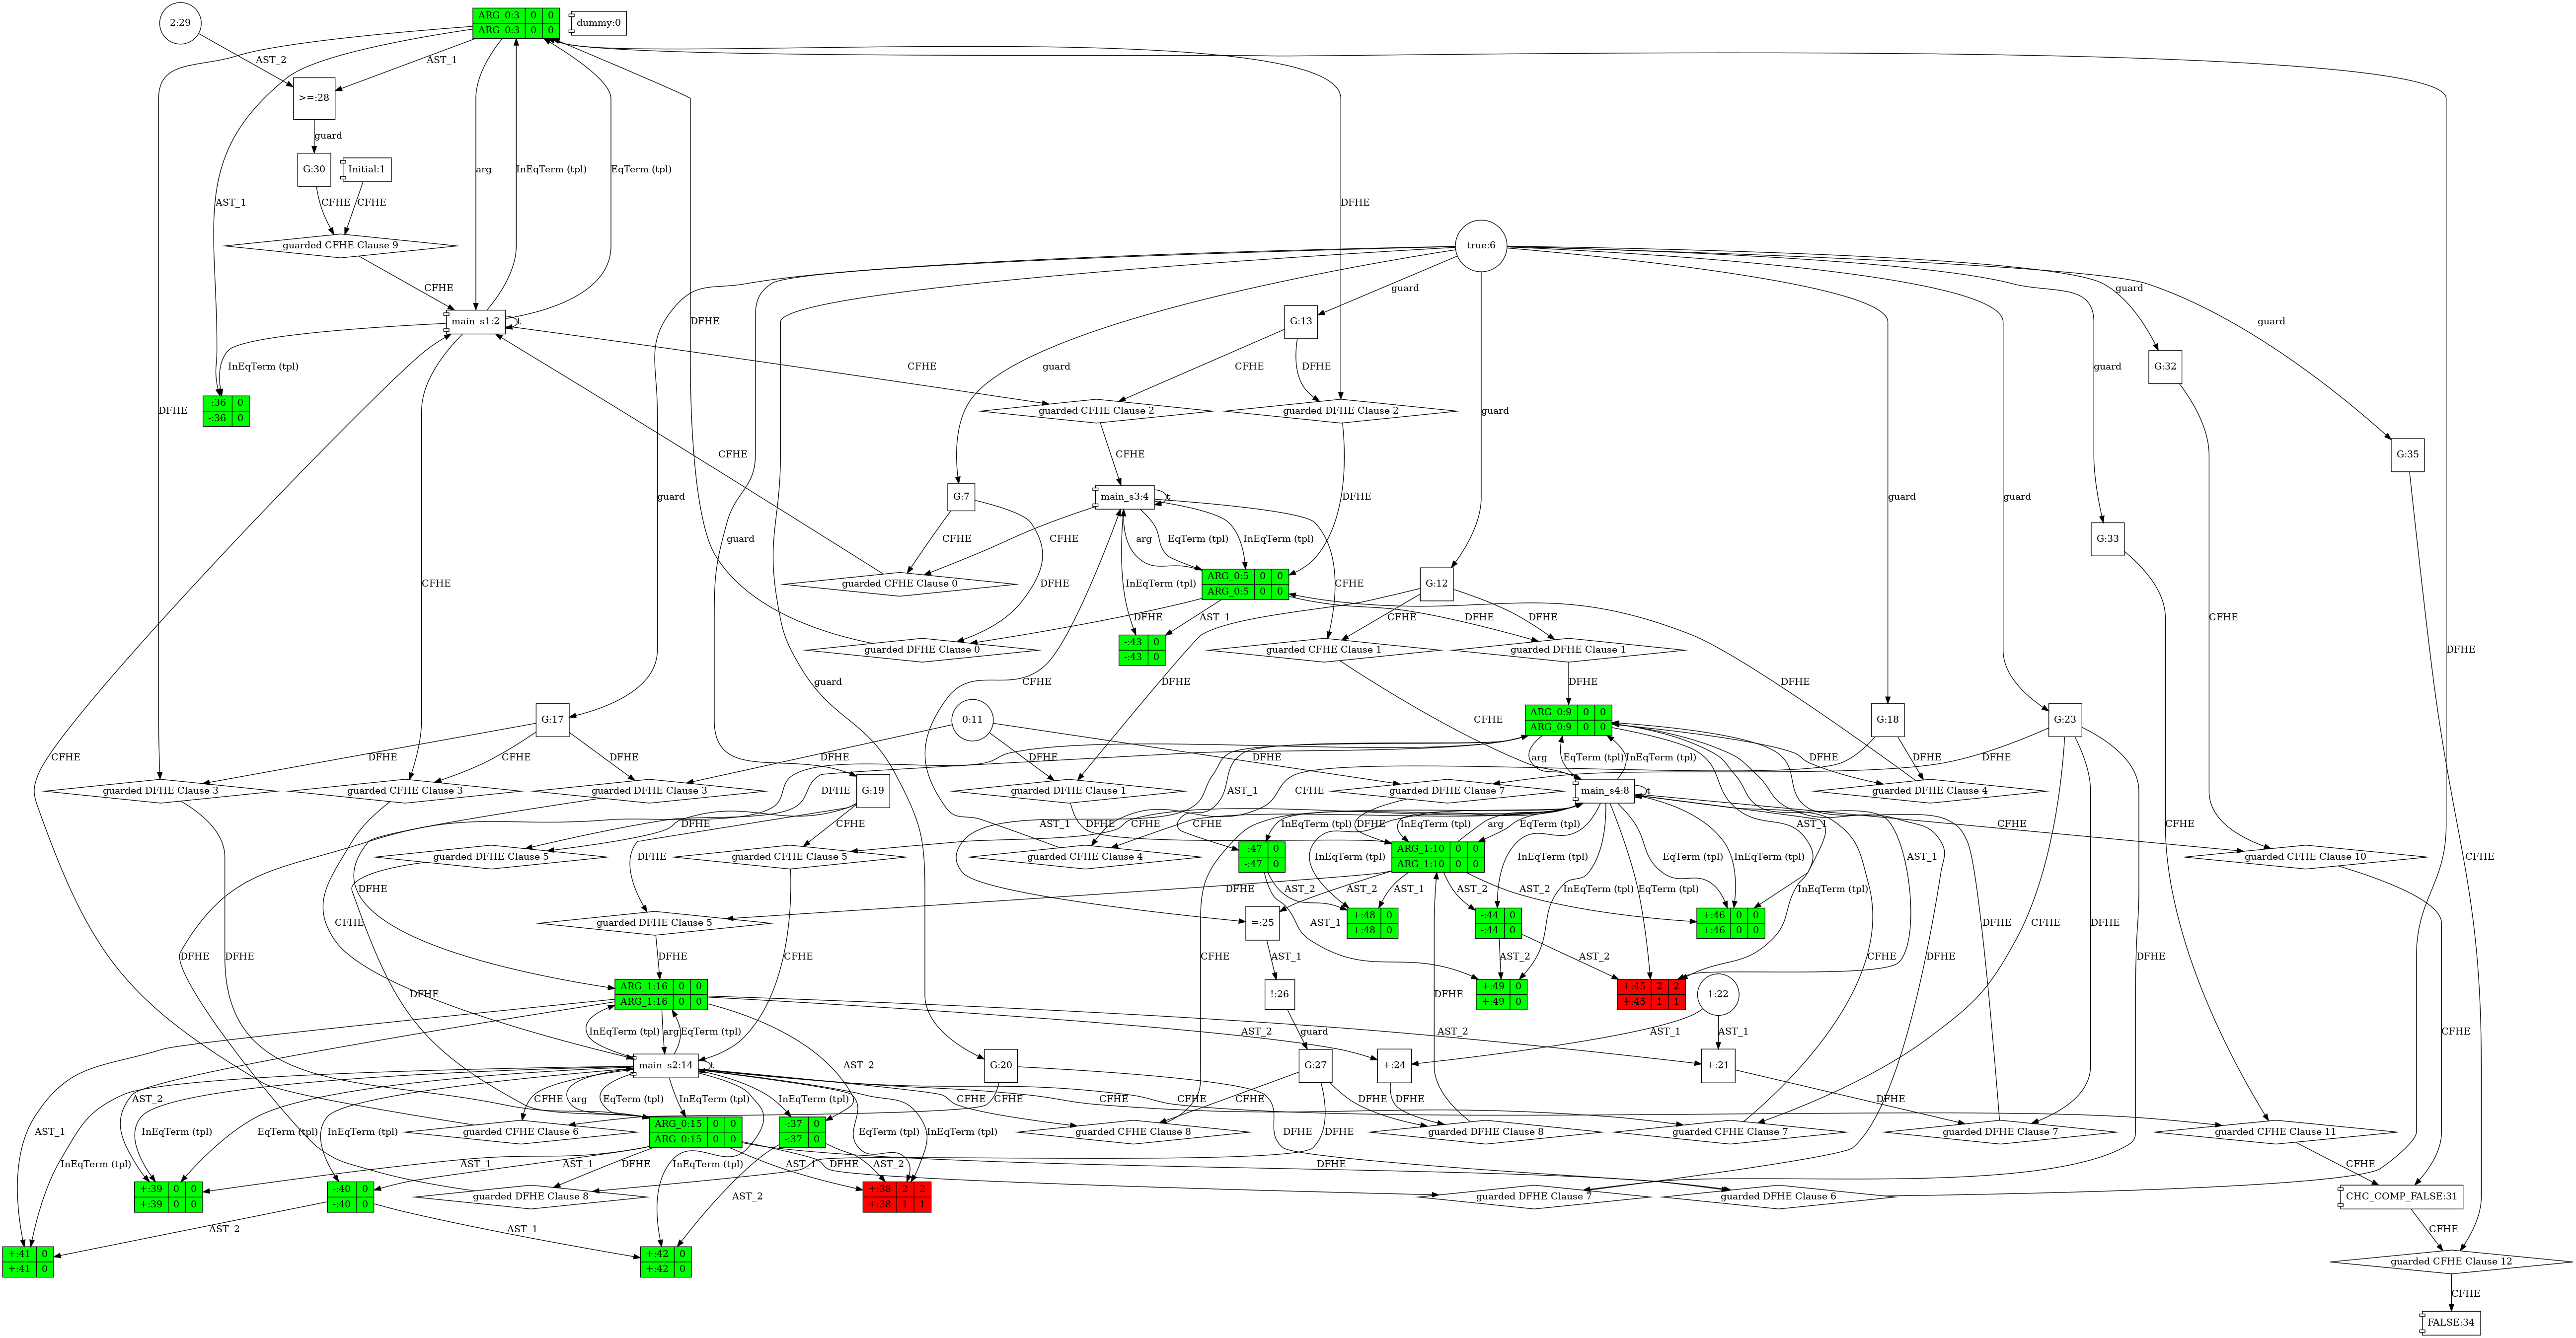 2:29
ARG_0:3 0 0
ARG_0:3 0 0
dummy:0
AST_2
AST_1
>=:28
guard
G:30
Initial:1
AST_1
arg
InEqTerm (tpl)
EqTerm (tpl)
DFHE
CFHE
CFHE
guarded CFHE Clause 9
true:6
CFHE
guard
guard
G:13
main_s1:2
t
DFHE
guard
guard
G:32
InEqTerm (tpl)
CFHE
CFHE
DFHE
guard
guard
-:36 0
-:36 0
DFHE
guarded CFHE Clause 2
guarded DFHE Clause 2
guard
CFHE
G:35
CFHE
guard
G:7
main_s3:4
t
DFHE
guard
guard
guard
G:33
CFHE
CFHE
arg
EqTerm (tpl)
InEqTerm (tpl)
CFHE
guarded CFHE Clause 0
DFHE
InEqTerm (tpl)
ARG_0:5 0 0
ARG_0:5 0 0
CFHE
G:12
DFHE
AST_1
CFHE
DFHE
DFHE
CFHE
guarded DFHE Clause 0
-:43 0
-:43 0
guarded CFHE Clause 1
guarded DFHE Clause 1
DFHE
CFHE
guard
DFHE
DFHE
DFHE
G:17
0:11
CFHE
ARG_0:9 0 0
ARG_0:9 0 0
G:18
G:23
CFHE
DFHE
CFHE
DFHE
DFHE
DFHE
DFHE
arg
EqTerm (tpl)
InEqTerm (tpl)
DFHE
DFHE
DFHE
guarded DFHE Clause 3
guarded CFHE Clause 3
guarded DFHE Clause 3
DFHE
G:19
guarded DFHE Clause 1
AST_1
CFHE
guarded DFHE Clause 7
main_s4:8
t
guarded DFHE Clause 4
DFHE
CFHE
AST_1
CFHE
DFHE
CFHE
InEqTerm (tpl)
DFHE
InEqTerm (tpl)
arg
EqTerm (tpl)
AST_1
CFHE
guarded DFHE Clause 5
DFHE
guarded CFHE Clause 5
guarded CFHE Clause 4
-:47 0
-:47 0
InEqTerm (tpl)
ARG_1:10 0 0
ARG_1:10 0 0
InEqTerm (tpl)
EqTerm (tpl)
InEqTerm (tpl)
AST_1
guarded CFHE Clause 10
DFHE
DFHE
AST_2
AST_1
AST_2
AST_2
AST_2
InEqTerm (tpl)
EqTerm (tpl)
InEqTerm (tpl)
CFHE
guarded DFHE Clause 5
=:25
AST_1
+:48 0
+:48 0
-:44 0
-:44 0
+:46 0 0
+:46 0 0
CFHE
DFHE
DFHE
DFHE
DFHE
DFHE
CFHE
AST_1
CFHE
AST_2
AST_2
CFHE
DFHE
DFHE
ARG_1:16 0 0
ARG_1:16 0 0
DFHE
!:26
+:49 0
+:49 0
+:45 2 2
+:45 1 1
1:22
InEqTerm (tpl)
arg
EqTerm (tpl)
guard
AST_2
AST_2
AST_1
AST_1
CFHE
main_s2:14
t
AST_2
G:20
G:27
+:24
+:21
AST_2
CFHE
arg
EqTerm (tpl)
InEqTerm (tpl)
InEqTerm (tpl)
CFHE
CFHE
CFHE
CFHE
DFHE
DFHE
CFHE
DFHE
AST_1
InEqTerm (tpl)
EqTerm (tpl)
InEqTerm (tpl)
guarded CFHE Clause 6
ARG_0:15 0 0
ARG_0:15 0 0
-:37 0
-:37 0
EqTerm (tpl)
InEqTerm (tpl)
guarded CFHE Clause 8
DFHE
DFHE
guarded DFHE Clause 8
guarded CFHE Clause 7
guarded DFHE Clause 7
guarded CFHE Clause 11
InEqTerm (tpl)
AST_1
AST_1
DFHE
InEqTerm (tpl)
AST_1
DFHE
AST_2
DFHE
CFHE
+:39 0 0
+:39 0 0
-:40 0
-:40 0
guarded DFHE Clause 8
AST_2
+:38 2 2
+:38 1 1
guarded DFHE Clause 7
guarded DFHE Clause 6
CHC_COMP_FALSE:31
AST_2
AST_1
CFHE
+:41 0
+:41 0
+:42 0
+:42 0
guarded CFHE Clause 12
CFHE
FALSE:34